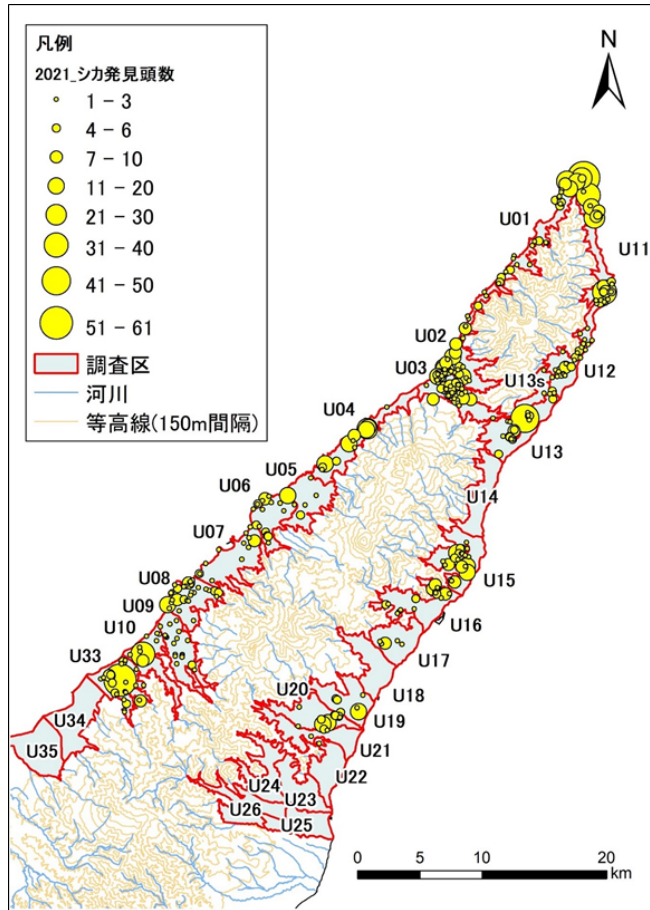 凡例
2021_シカ発見頭数
1 - 3
4 - 6
7 - 10
11 - 20
21 - 30
31 - 40
41 - 50
51 - 61
調査区
河川
等高線(150m間隔)
N
U01
U11
U02
U03
U12
U13s
U04
U13
U05
U06
U14
U07
U08
U15
U09
U16
U10
U17
U33
U20
U18
U34
U19
U35
U21
U24
U22
U23
U26
U25
0 5 10 20
km